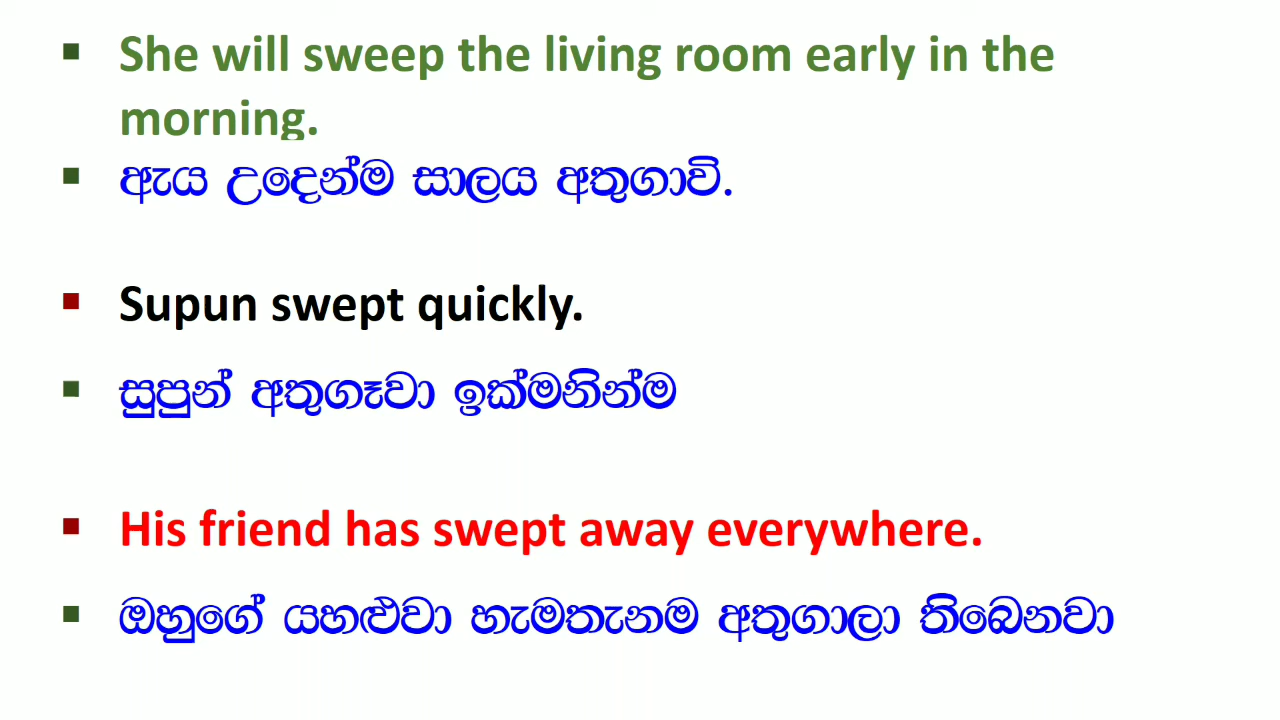 ▪ She will sweep the living room early in the
morning.
▪ ඇය උදෙන්ම සාලය අතුගාවි.
▪ Supun swept quickly.
▪ සුපුන් අතුගෑවා ඉක්මනින්ම
▪ His friend has swept away everywhere.
▪ ඔහුගේ යහළුවා හැමතැනම අතුගාලා තිබෙනවා